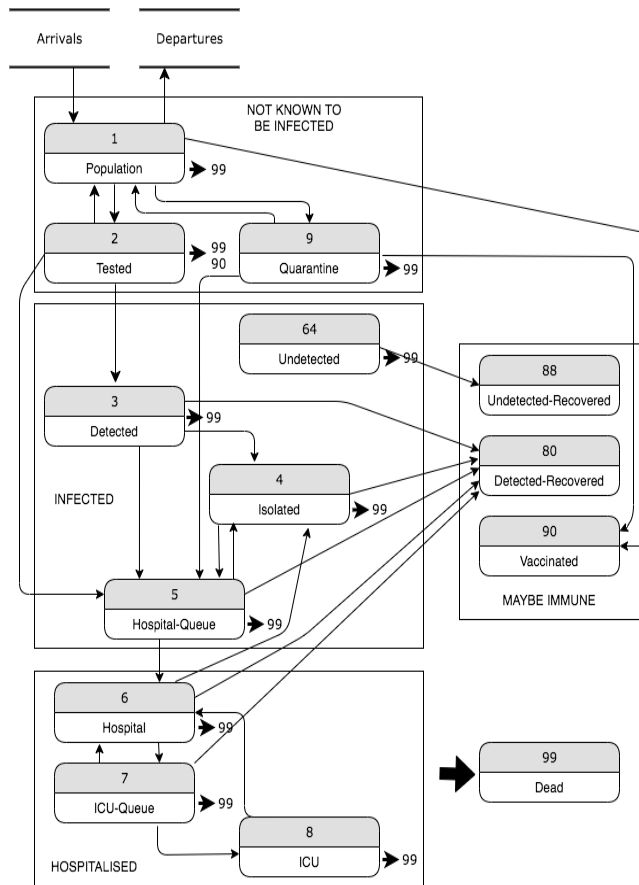 Arrivals
Departures
NOT KNOWN TO
BE INFECTED
1
Population
99
2
Tested
99
90
9
Quarantine
99
64
Undetected
99
88
Undetected-Recovered
3
Detected
99
80
Detected-Recovered
4
Isolated
99
INFECTED
90
Vaccinated
5
Hospital-Queue
99
MAYBE IMMUNE
6
Hospital
99
7
ICU-Queue
99
99
Dead
8
ICU
99
HOSPITALISED